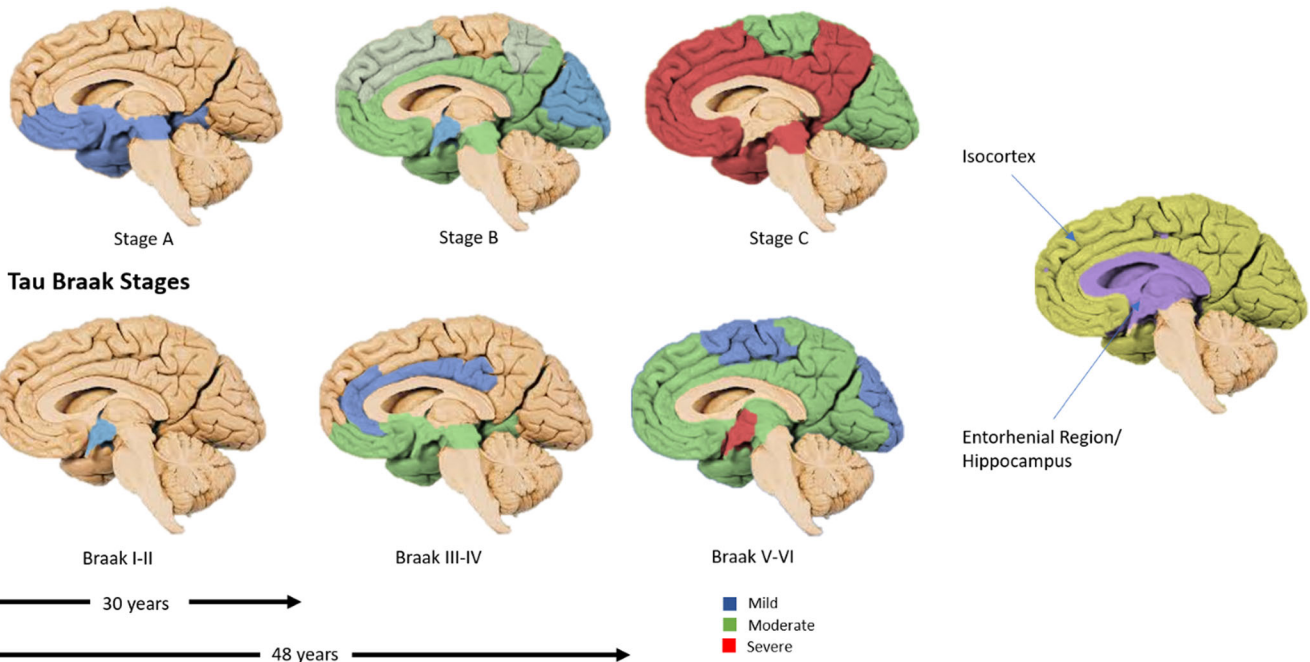 Stage A
Stage B
Stage C
Isocortex
Tau Braak Stages
Entorhenial Region/
Hippocampus
Braak I-II
Braak III-IV
Braak V-VI
30 years
48 years
Mild
Moderate
Severe